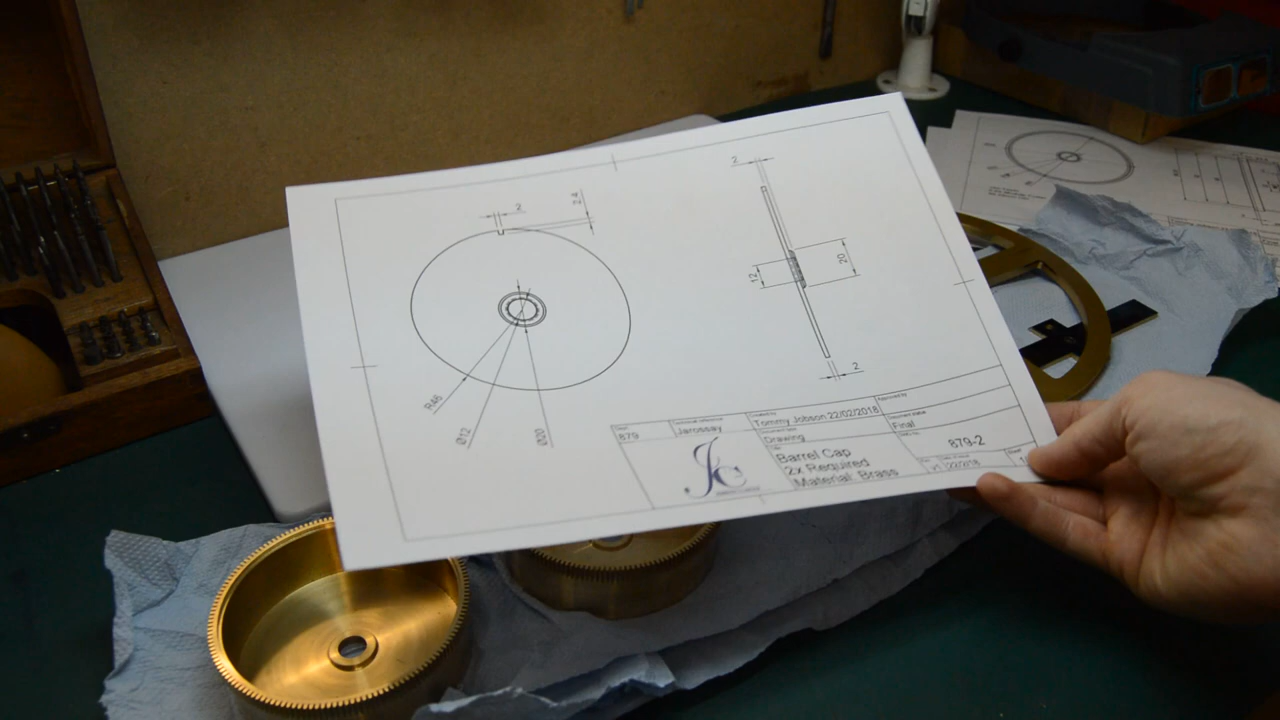 2
2.4
R46
Ø12
Ø20
2
12
20
2
879
Jarossay
Tommy Jobson 22/02/2018
Drawing
Final
Barrel Cap
2x Required
Material: Brass
879-2
JC